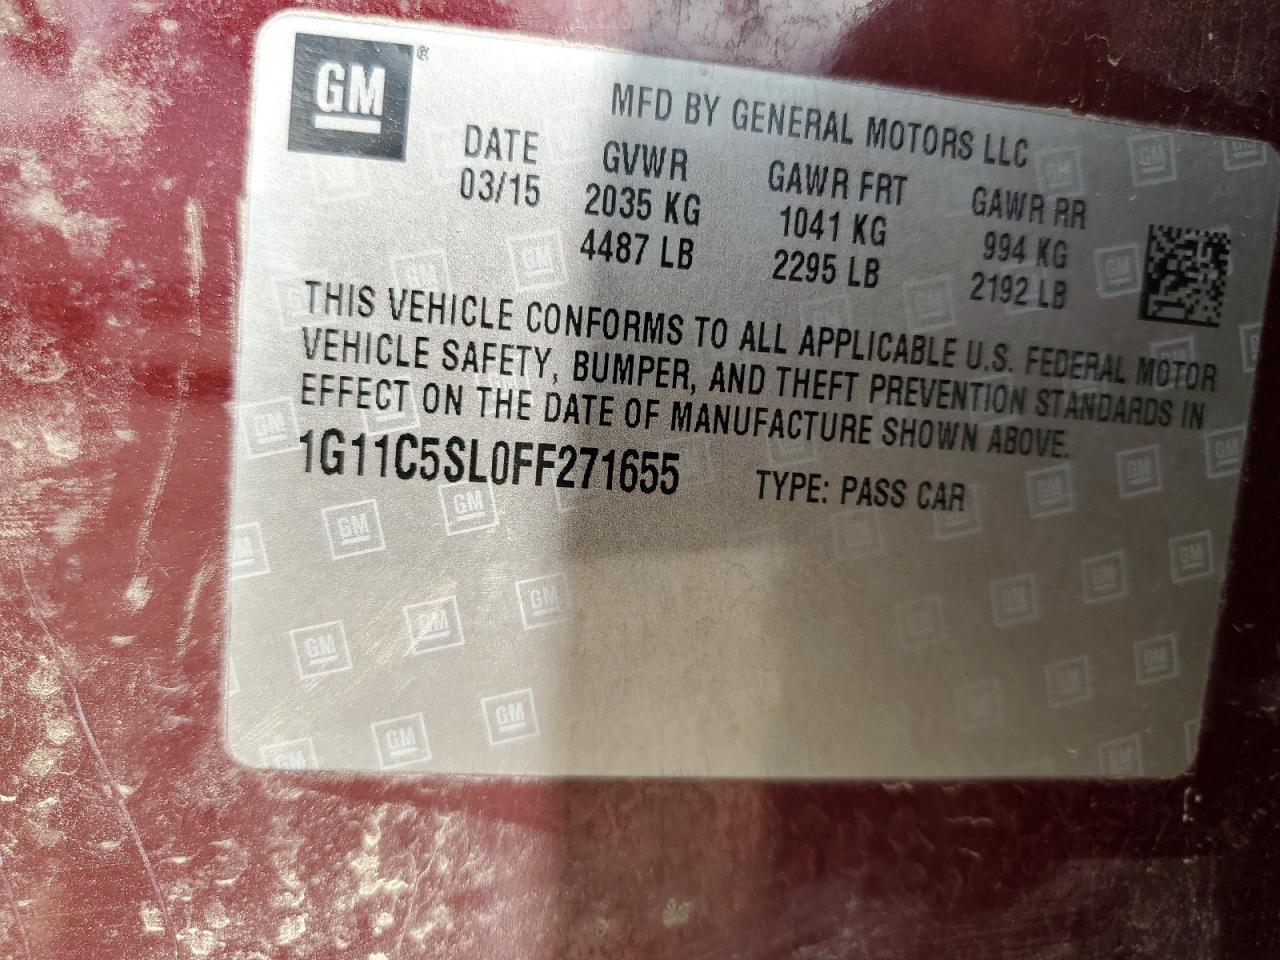 GM®
MFD BY GENERAL MOTORS LLC
DATE GVWR GAWR FRT GAWR RR
03/15 2035 KG 1041 KG 994 KG
4487 LB 2295 LB 2192 LB
THIS VEHICLE CONFORMS TO ALL APPLICABLE U.S. FEDERAL MOTOR
VEHICLE SAFETY, BUMPER, AND THEFT PREVENTION STANDARDS IN
EFFECT ON THE DATE OF MANUFACTURE SHOWN ABOVE.
1G11C5SL0FF271655 TYPE: PASS CAR